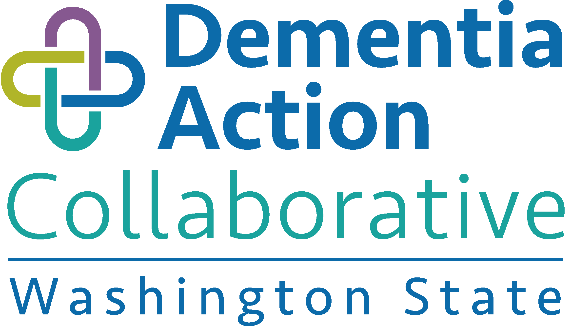 Dementia
Action
Collaborative
Washington State